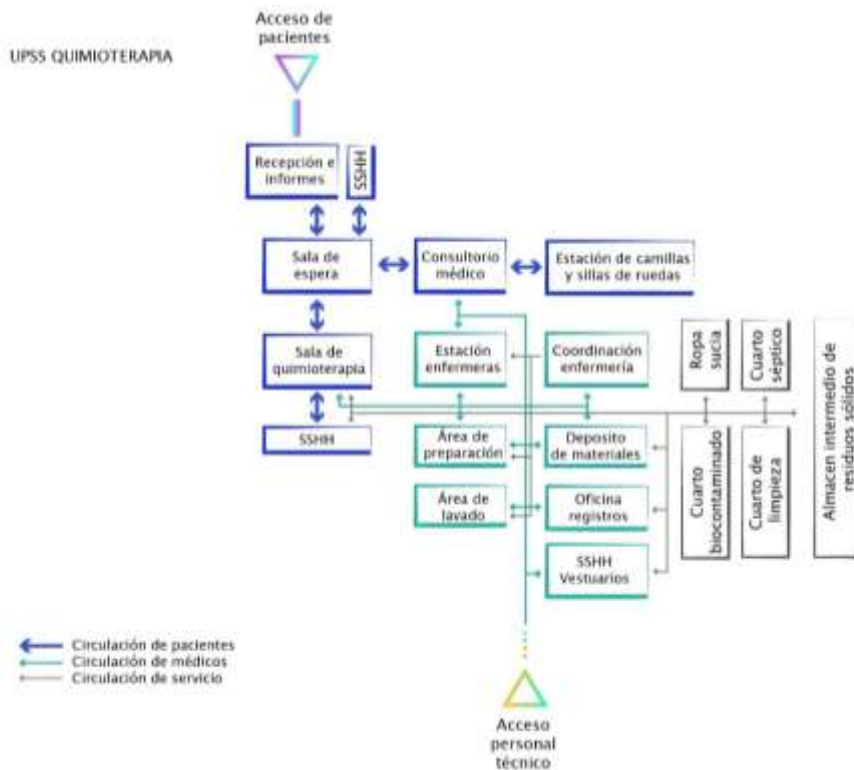 UPSS QUIMIOTERAPIA
Acceso de
pacientes
Recepción e
informes
SSHH
Sala de
espera
Consultorio
médico
Estación de camillas
y sillas de ruedas
Sala de
quimioterapia
Estación
enfermeras
Coordinación
enfermería
Ropa
sucia
Cuarto
séptico
Almacen intermedio de
residuos sólidos
SSHH
Área de
preparación
Deposito
de materiales
Cuarto
biocontaminado
Cuarto de
limpieza
Área de
lavado
Oficina
registros
SSHH
Vestuarios
Circulación de pacientes
Circulación de médicos
Circulación de servicio
Acceso
personal
técnico